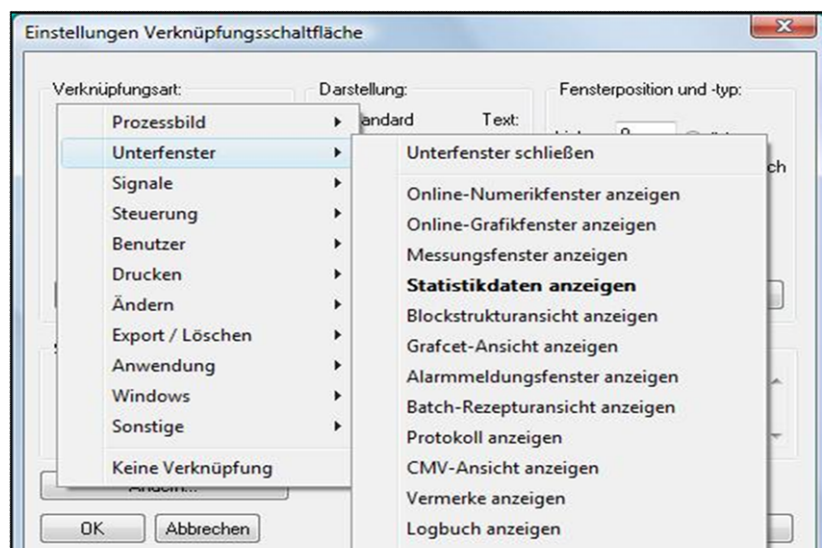 Einstellungen Verknüpfungsschaltfläche
Verknüpfungsart:
Darstellung:
Fensterposition und -typ:
Text:
Prozessbild
Unterfenster
Signale
Steuerung
Benutzer
Drucken
Ändern
Export / Löschen
Anwendung
Windows
Sonstige
Keine Verknüpfung
Unterfenster schließen
Online-Numerikfenster anzeigen
Online-Grafikfenster anzeigen
Messungsfenster anzeigen
Statistikdaten anzeigen
Blockstrukturansicht anzeigen
Grafcet-Ansicht anzeigen
Alarmmeldungsfenster anzeigen
Batch-Rezepturansicht anzeigen
Protokoll anzeigen
CMV-Ansicht anzeigen
Vermerke anzeigen
Logbuch anzeigen
OK Abbrechen